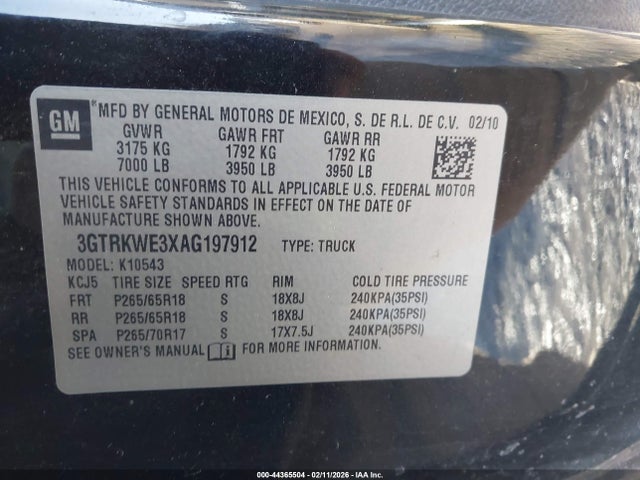 GM
® MFD BY GENERAL MOTORS DE MEXICO, S. DE R.L. DE C.V. 02/10
GVWR GAWR FRT GAWR RR
3175 KG 1792 KG 1792 KG
7000 LB 3950 LB 3950 LB
THIS VEHICLE CONFORMS TO ALL APPLICABLE U.S. FEDERAL MOTOR
VEHICLE SAFETY STANDARDS IN EFFECT ON THE DATE OF
MANUFACTURE SHOWN ABOVE.
3GTRKWE3XAG197912 TYPE: TRUCK
MODEL: K10543
KCJ5 TIRE SIZE SPEED RTG RIM COLD TIRE PRESSURE
FRT P265/65R18 S 18X8J 240KPA(35PSI)
RR P265/65R18 S 18X8J 240KPA(35PSI)
SPA P265/70R17 S 17X7.5J 240KPA(35PSI)
SEE OWNER'S MANUAL FOR MORE INFORMATION.
000-44365504 - 02/11/2026 - IAA Inc.